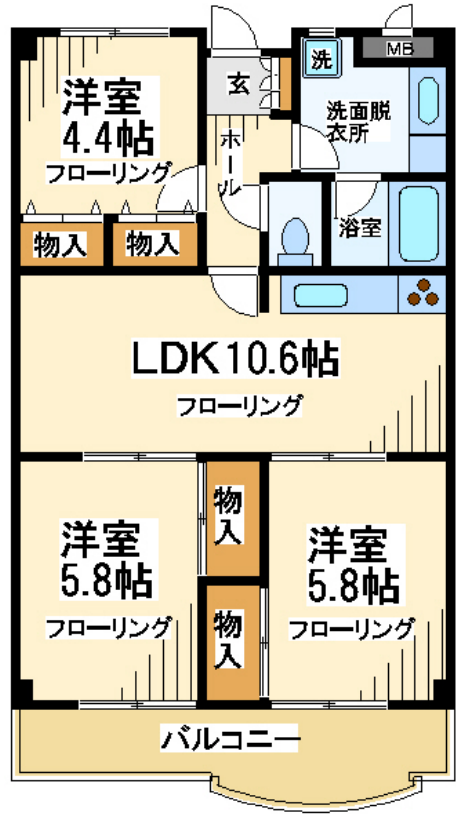 MB
洗
玄
洋室
4.4帖
フローリング
洗面脱
衣所
ホール
浴室
物入
物入
LDK10.6帖
フローリング
物入
洋室
5.8帖
フローリング
洋室
5.8帖
フローリング
物入
バルコニー